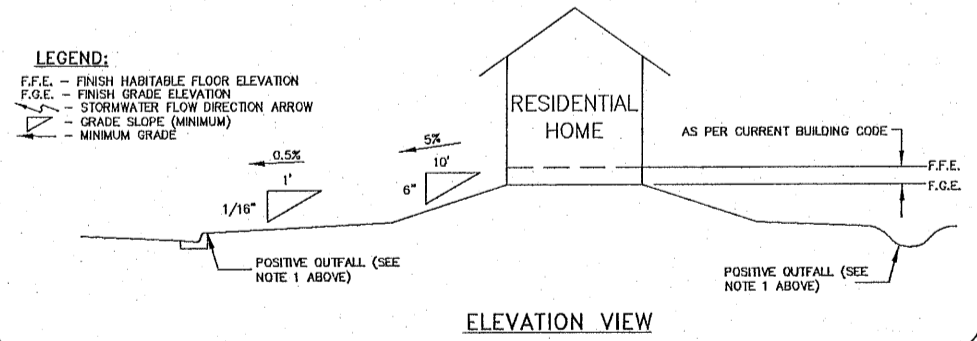 LEGEND:
F.F.E. – FINISH HABITABLE FLOOR ELEVATION
F.G.E. – FINISH GRADE ELEVATION
– STORMWATER FLOW DIRECTION ARROW
– GRADE SLOPE (MINIMUM)
– MINIMUM GRADE
RESIDENTIAL
HOME
AS PER CURRENT BUILDING CODE
F.F.E.
F.G.E.
0.5%
1'
1/16"
5%
10'
6"
POSITIVE OUTFALL (SEE
NOTE 1 ABOVE)
POSITIVE OUTFALL (SEE
NOTE 1 ABOVE)
ELEVATION VIEW